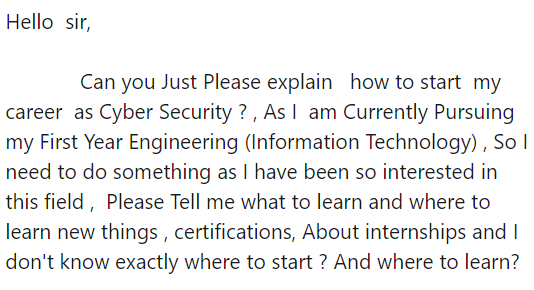 Hello  sir,
Can you Just Please explain   how to start  my
career  as Cyber Security ? , As I  am Currently Pursuing
my First Year Engineering (Information Technology) , So I
need to do something as I have been so interested in
this field ,  Please Tell me what to learn and where to
learn new things , certifications, About internships and I
don't know exactly where to start ? And where to learn?